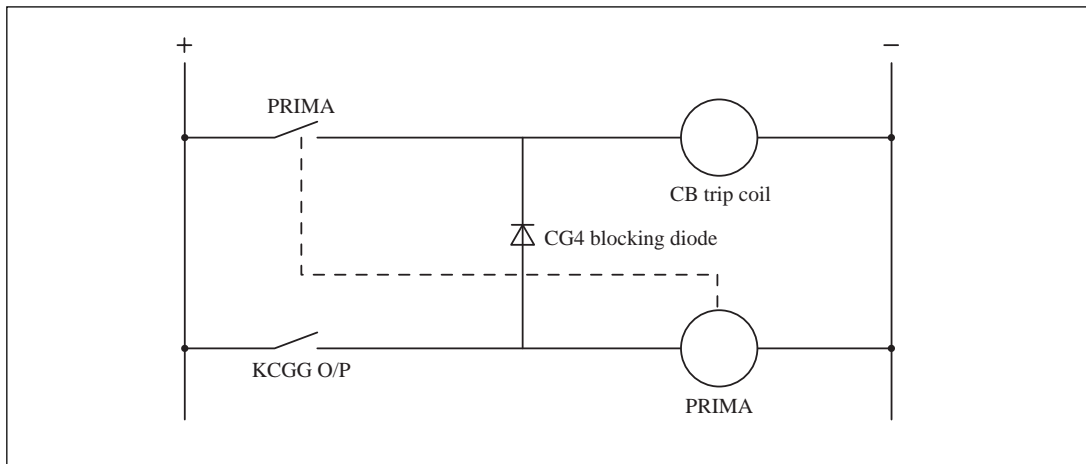 +
−
PRIMA
CB trip coil
CG4 blocking diode
KCGG O/P
PRIMA